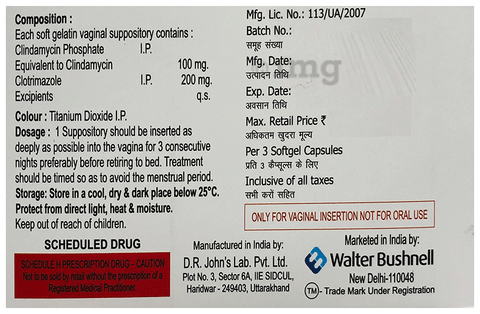 Composition :
Each soft gelatin vaginal suppository contains :
Clindamycin Phosphate I.P.
Equivalent to Clindamycin 100 mg.
Clotrimazole I.P. 200 mg.
Excipients q.s.
Colour : Titanium Dioxide I.P.
Dosage : 1 Suppository should be inserted as
deeply as possible into the vagina for 3 consecutive
nights preferably before retiring to bed. Treatment
should be timed so as to avoid the menstrual period.
Storage: Store in a cool, dry & dark place below 25°C.
Protect from direct light, heat & moisture.
Keep out of reach of children.
SCHEDULED DRUG
SCHEDULE H PRESCRIPTION DRUG - CAUTION
Not to be sold by retail without the prescription of a
Registered Medical Practitioner.
Mfg. Lic. No.: 113/UA/2007
Batch No.:
समूह संख्या
Mfg. Date:
उत्पादन तिथि
Exp. Date:
अवसान तिथि
Max. Retail Price ₹
अधिकतम खुदरा मूल्य
Per 3 Softgel Capsules
प्रति 3 कैप्सूल्स के लिए
Inclusive of all taxes
सभी करों सहित
ONLY FOR VAGINAL INSERTION NOT FOR ORAL USE
Manufactured in India by:
D.R. John's Lab. Pvt. Ltd.
Plot No. 3, Sector 6A, IIE SIDCUL,
Haridwar - 249403, Uttarakhand
Marketed in India by:
Walter Bushnell
New Delhi-110048
TM - Trade Mark Under Registration